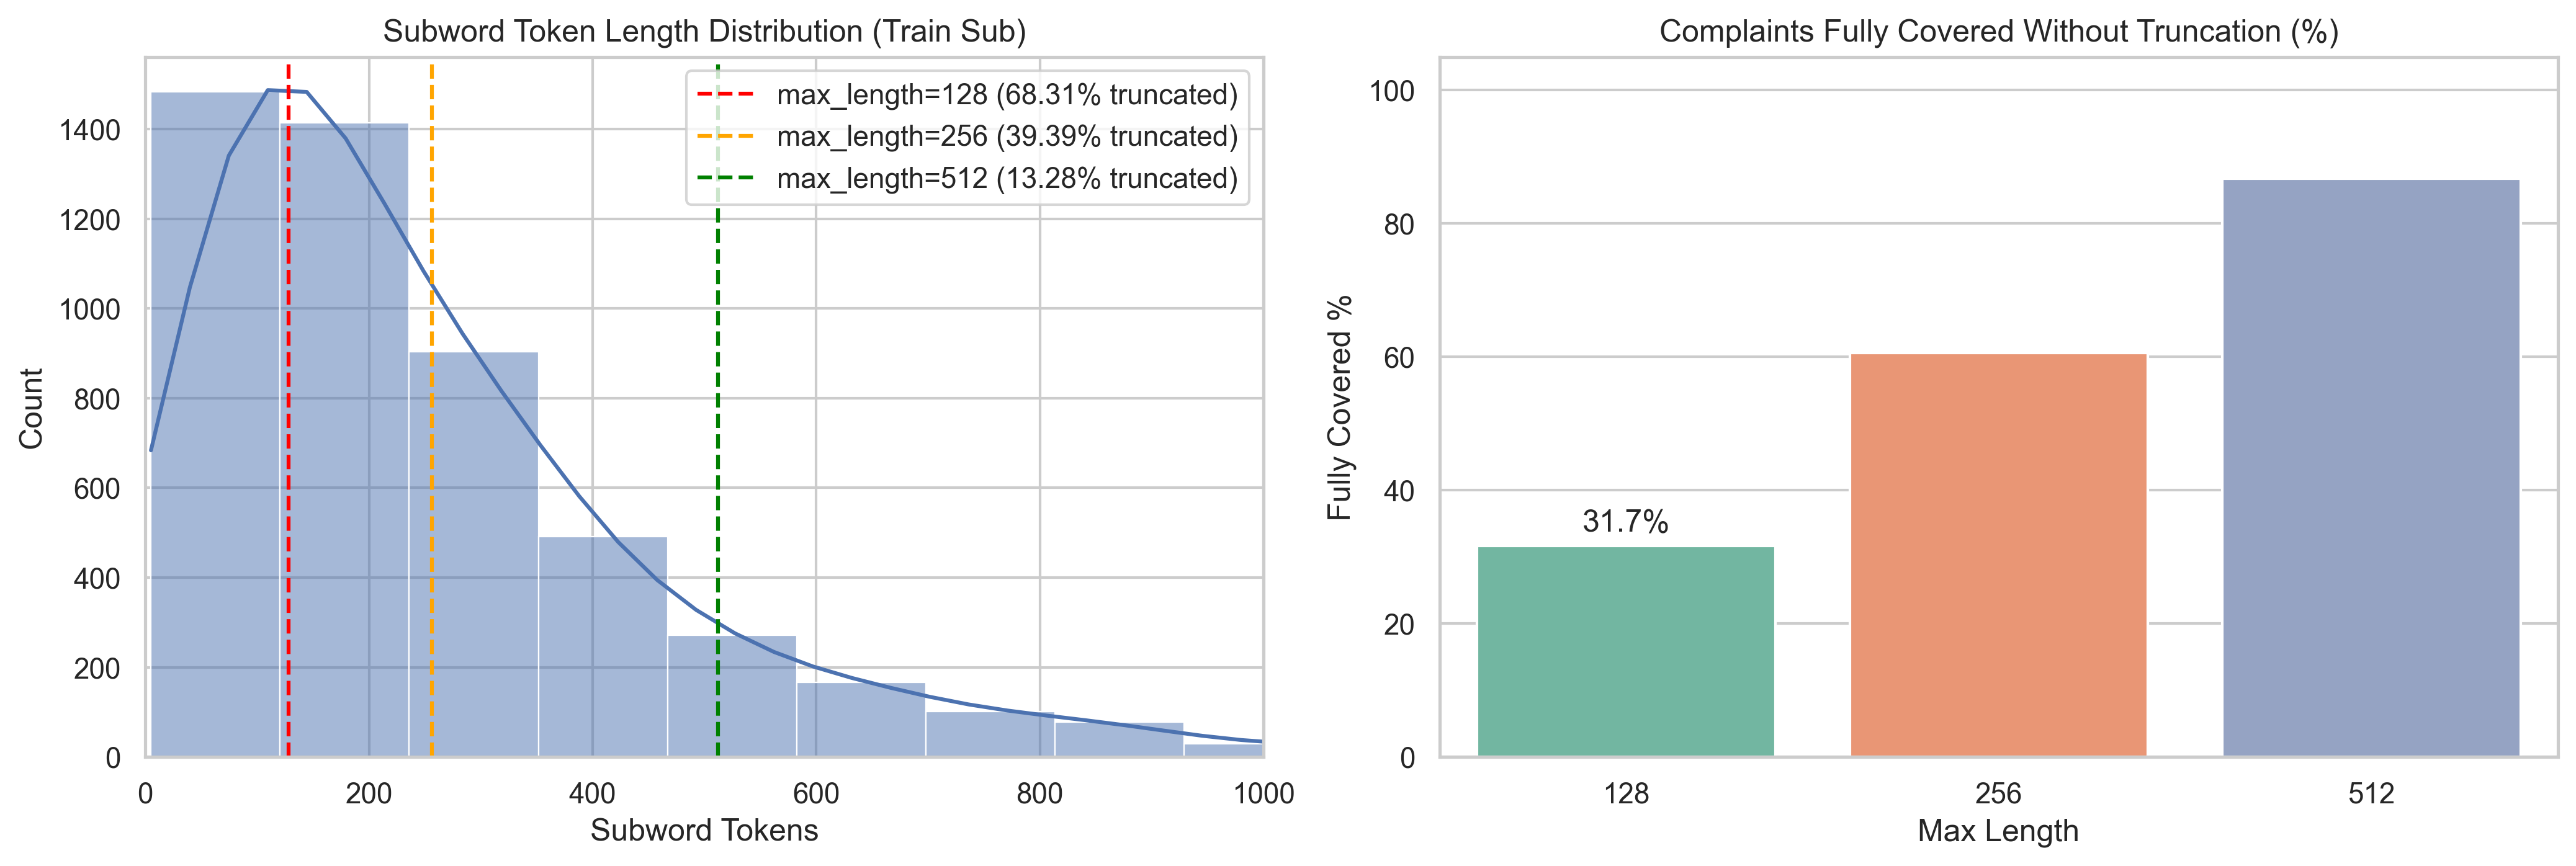 Subword Token Length Distribution (Train Sub)
max_length=128 (68.31% truncated)
max_length=256 (39.39% truncated)
max_length=512 (13.28% truncated)
Count
1400
1200
1000
800
600
400
200
0
0 200 400 600 800 1000
Subword Tokens
Complaints Fully Covered Without Truncation (%)
Fully Covered %
100
80
60
40
20
0
31.7%
128 256 512
Max Length